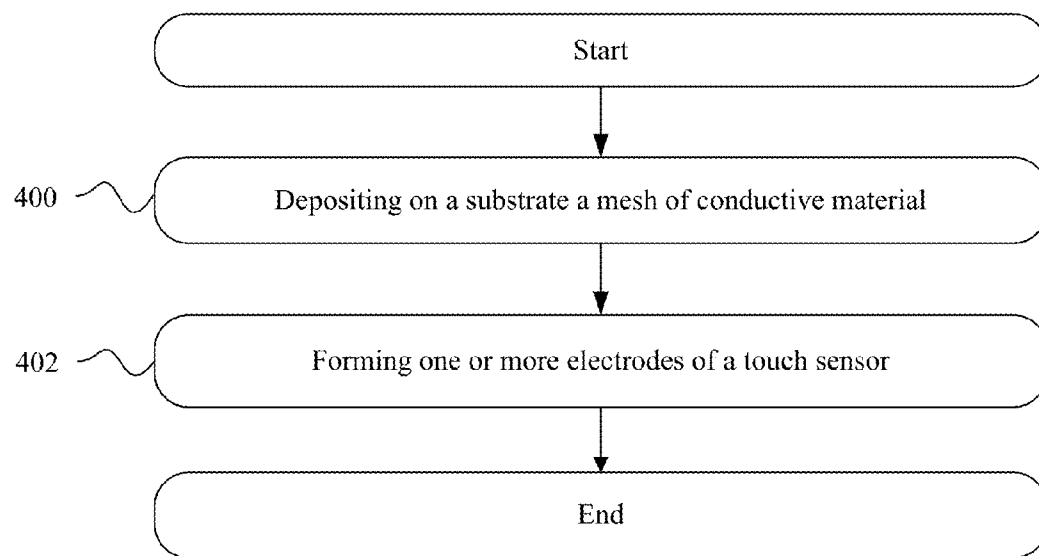 Start
400
Depositing on a substrate a mesh of conductive material
402
Forming one or more electrodes of a touch sensor
End